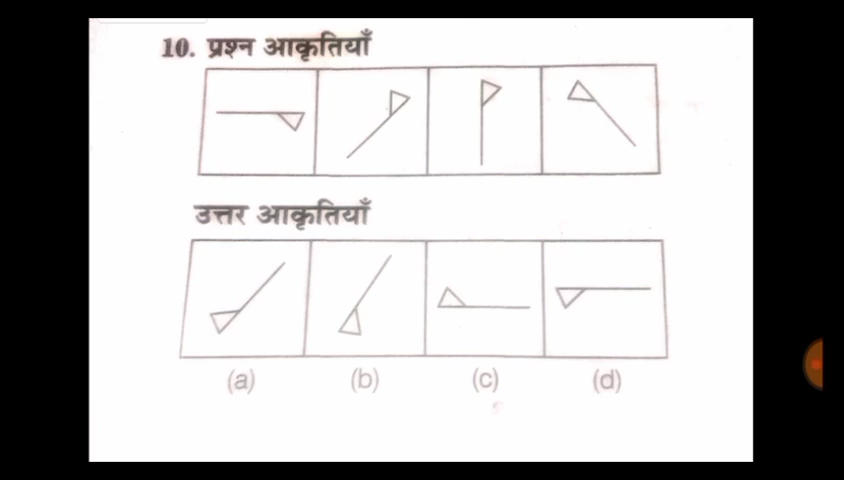 10. प्रश्न आकृतियाँ
उत्तर आकृतियाँ
(a) (b) (c) (d)